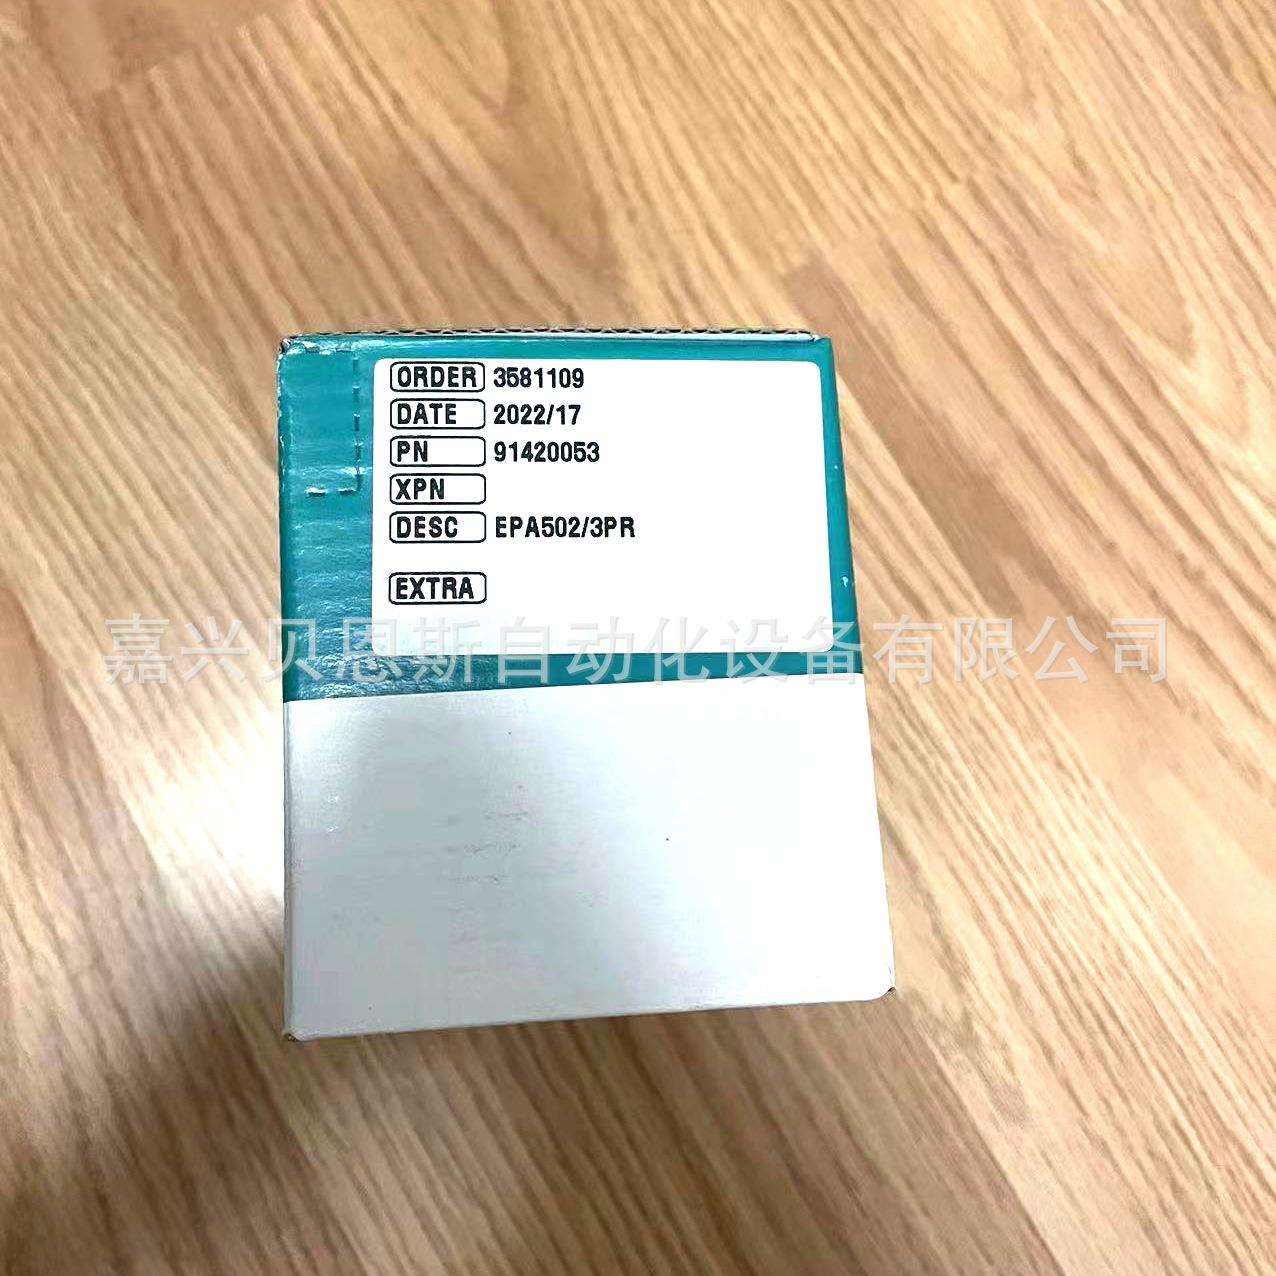 ORDER 3581109
DATE 2022/17
PN 91420053
XPN
DESC EPA502/3PR
EXTRA
嘉兴贝恩斯自动化设备有限公司